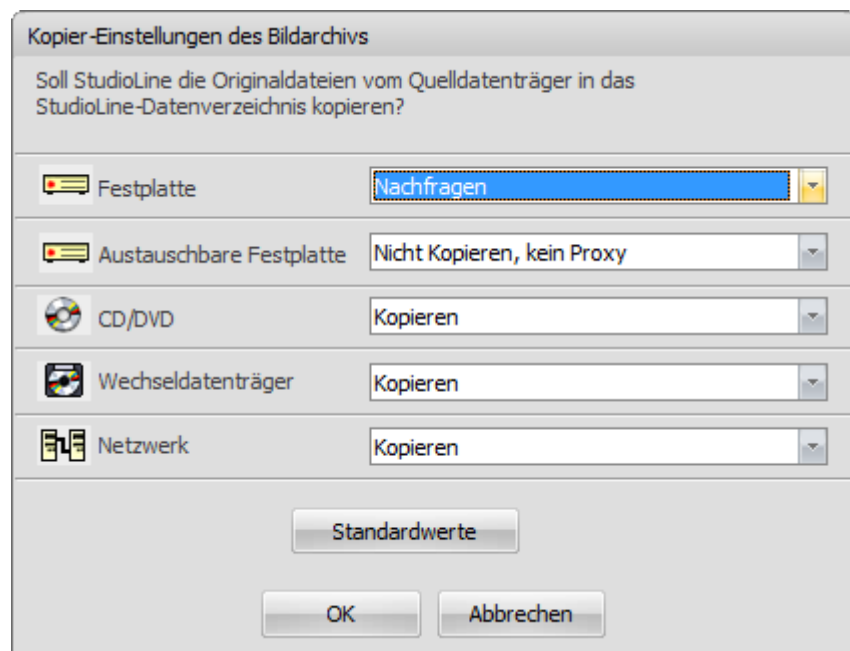 Kopier-Einstellungen des Bildarchivs
Soll StudioLine die Originaldateien vom Quelldatenträger in das
StudioLine-Datenverzeichnis kopieren?
Festplatte Nachfragen
Austauschbare Festplatte Nicht Kopieren, kein Proxy
CD/DVD Kopieren
Wechseldatenträger Kopieren
Netzwerk Kopieren
Standardwerte
OK Abbrechen